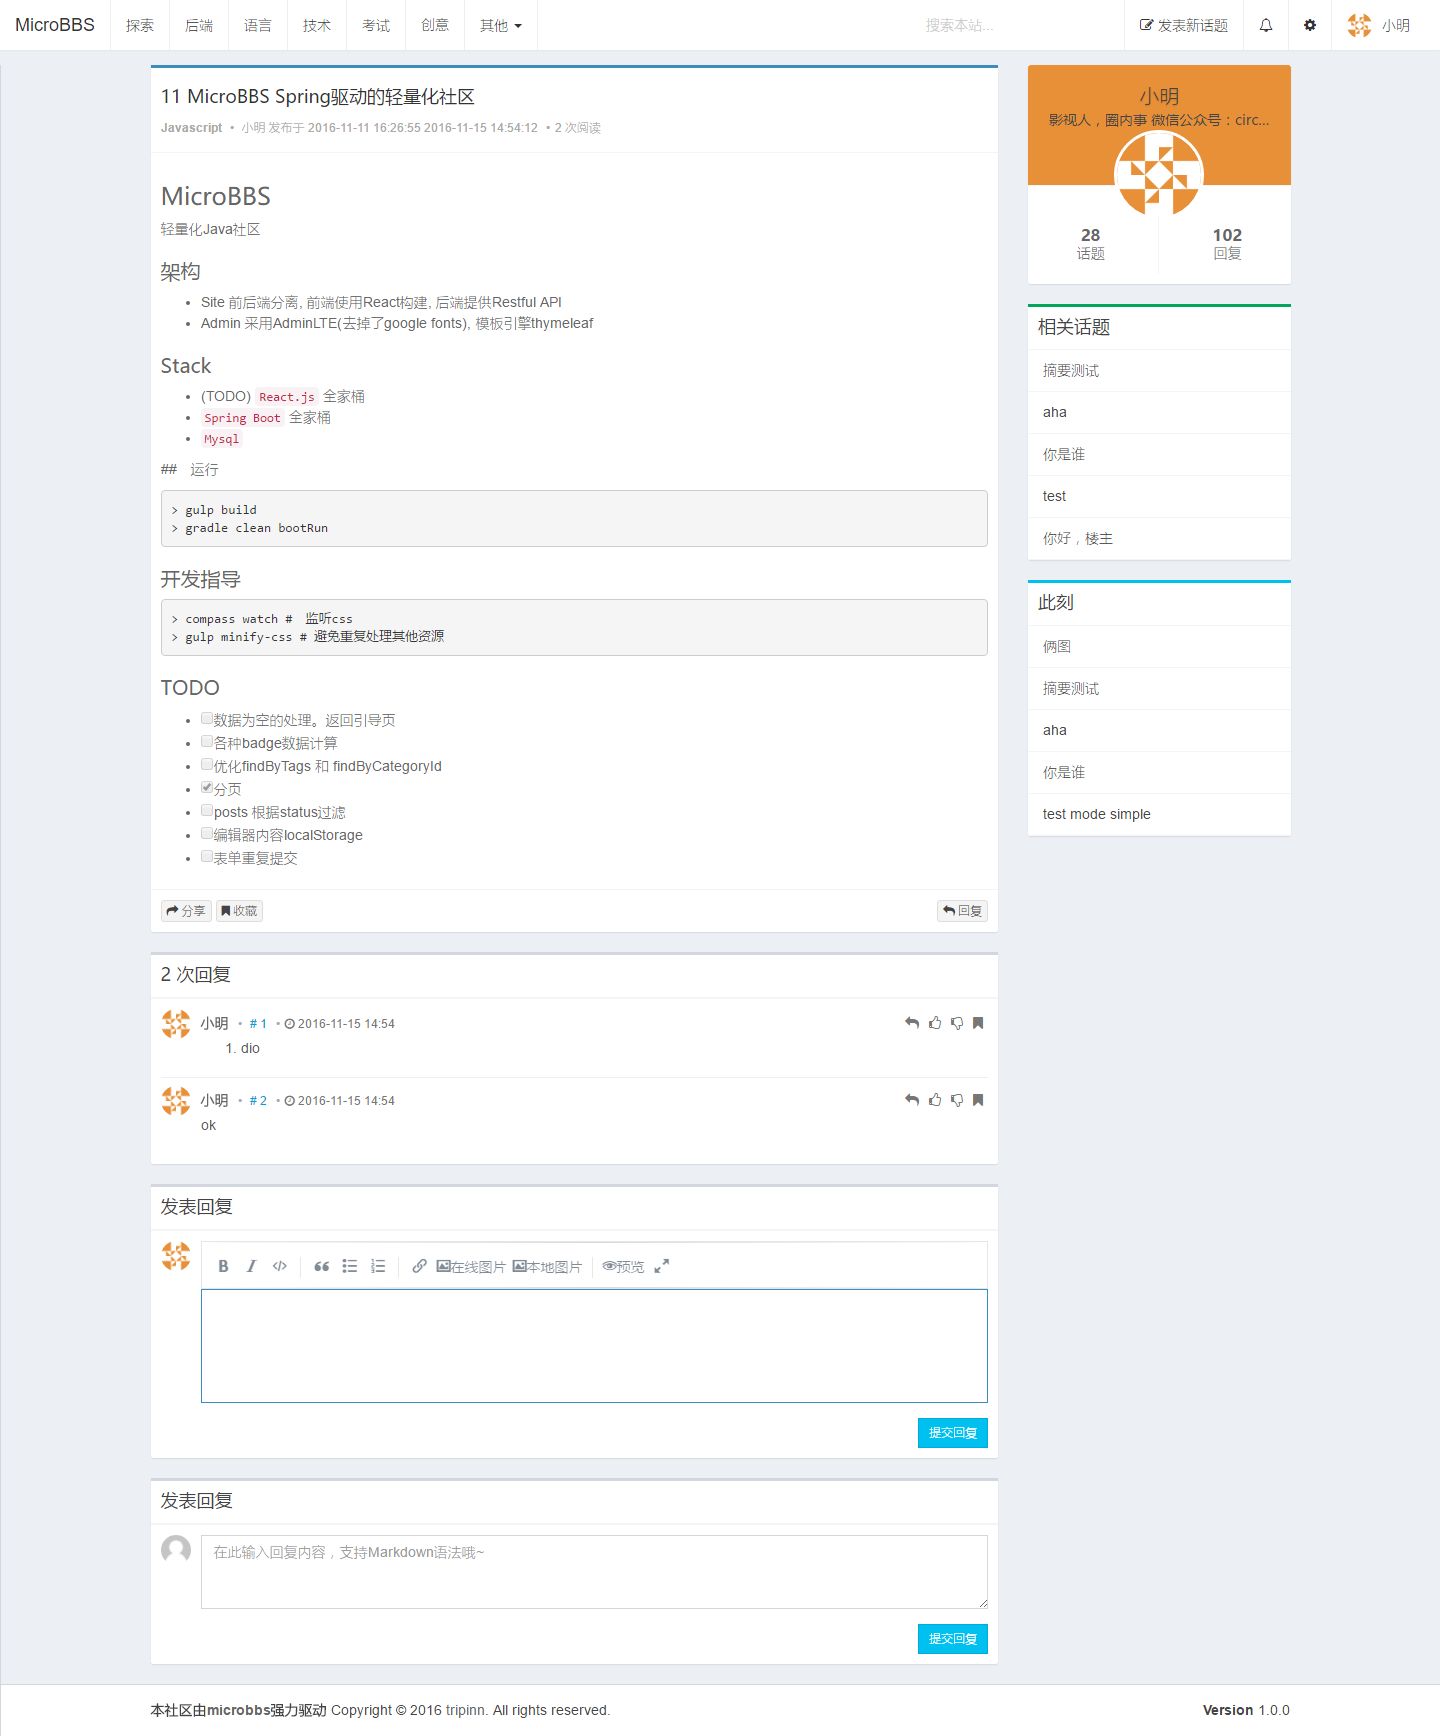 MicroBBS 探索 后端 语言 技术 考试 创意 其他 搜索本站... 发表新话题 小明
11 MicroBBS Spring驱动的轻量化社区
Javascript • 小明 发布于 2016-11-11 16:26:55 2016-11-15 14:54:12 • 2 次阅读
MicroBBS
轻量化Java社区
架构
• Site 前后端分离, 前端使用React构建, 后端提供Restful API
• Admin 采用AdminLTE(去掉了google fonts), 模板引擎thymeleaf
Stack
• (TODO) React.js 全家桶
• Spring Boot 全家桶
• Mysql
## 运行
> gulp build
> gradle clean bootRun
开发指导
> compass watch # 监听css
> gulp minify-css # 避免重复处理其他资源
TODO
• 数据为空的处理。返回引导页
• 各种badge数据计算
• 优化findByTags 和 findByCategoryId
• 分页
• posts 根据status过滤
• 编辑器内容localStorage
• 表单重复提交
分享 收藏 回复
2 次回复
小明 • # 1 • 2016-11-15 14:54
1. dio
小明 • # 2 • 2016-11-15 14:54
ok
发表回复
B I </> 在线图片 本地图片 预览
提交回复
发表回复
在此输入回复内容，支持Markdown语法哦~
提交回复
小明
影视人，圈内事 微信公众号：circ...
28 102
话题 回复
相关话题
摘要测试
aha
你是谁
test
你好，楼主
此刻
俩图
摘要测试
aha
你是谁
test mode simple
本社区由microbbs强力驱动 Copyright © 2016 tripinn. All rights reserved. Version 1.0.0